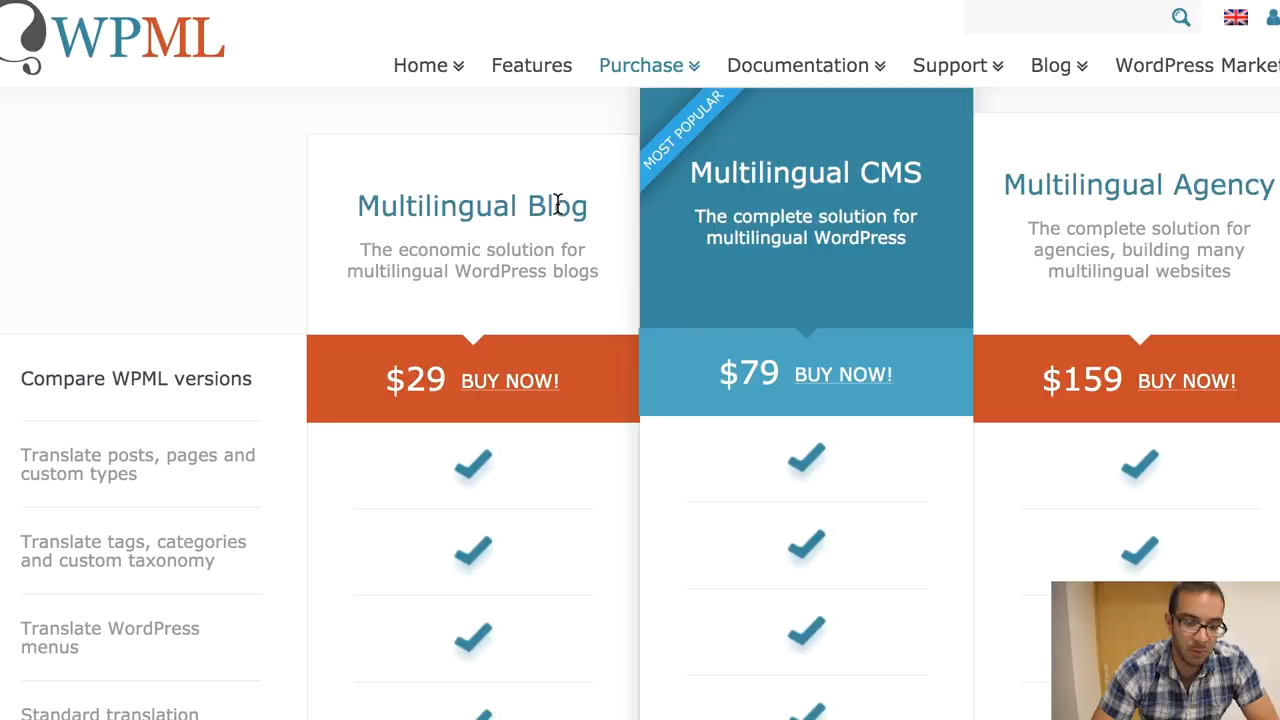 WPML
Home
Features
Purchase
Documentation
Support
Blog
WordPress Market
MOST POPULAR
Multilingual Blog
The economic solution for
multilingual WordPress blogs
Multilingual CMS
The complete solution for
multilingual WordPress
Multilingual Agency
The complete solution for
agencies, building many
multilingual websites
Compare WPML versions
$29 BUY NOW!
$79 BUY NOW!
$159 BUY NOW!
Translate posts, pages and
custom types
Translate tags, categories
and custom taxonomy
Translate WordPress
menus
Standard translation